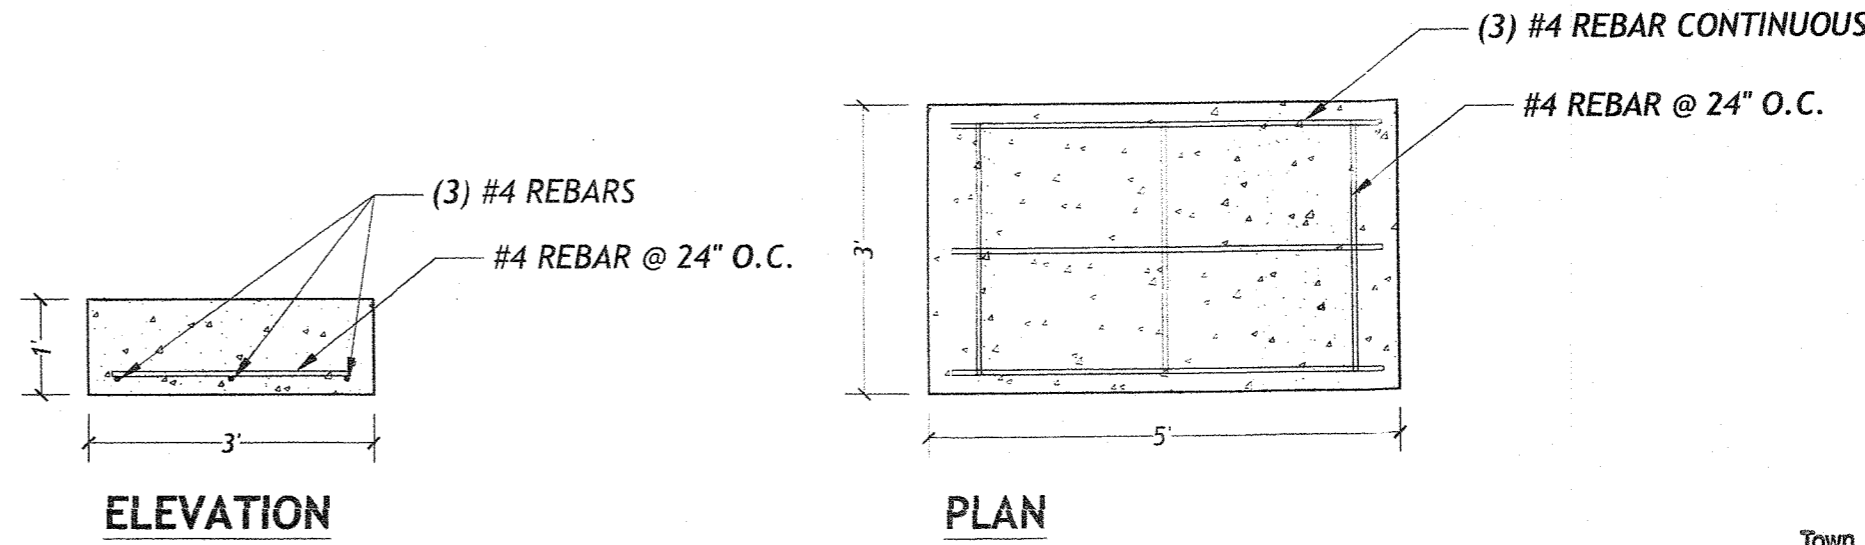 (3) #4 REBAR CONTINUOUS
#4 REBAR @ 24" O.C.
(3) #4 REBARS
#4 REBAR @ 24" O.C.
1'
3'
3'
5'
ELEVATION
PLAN
Town